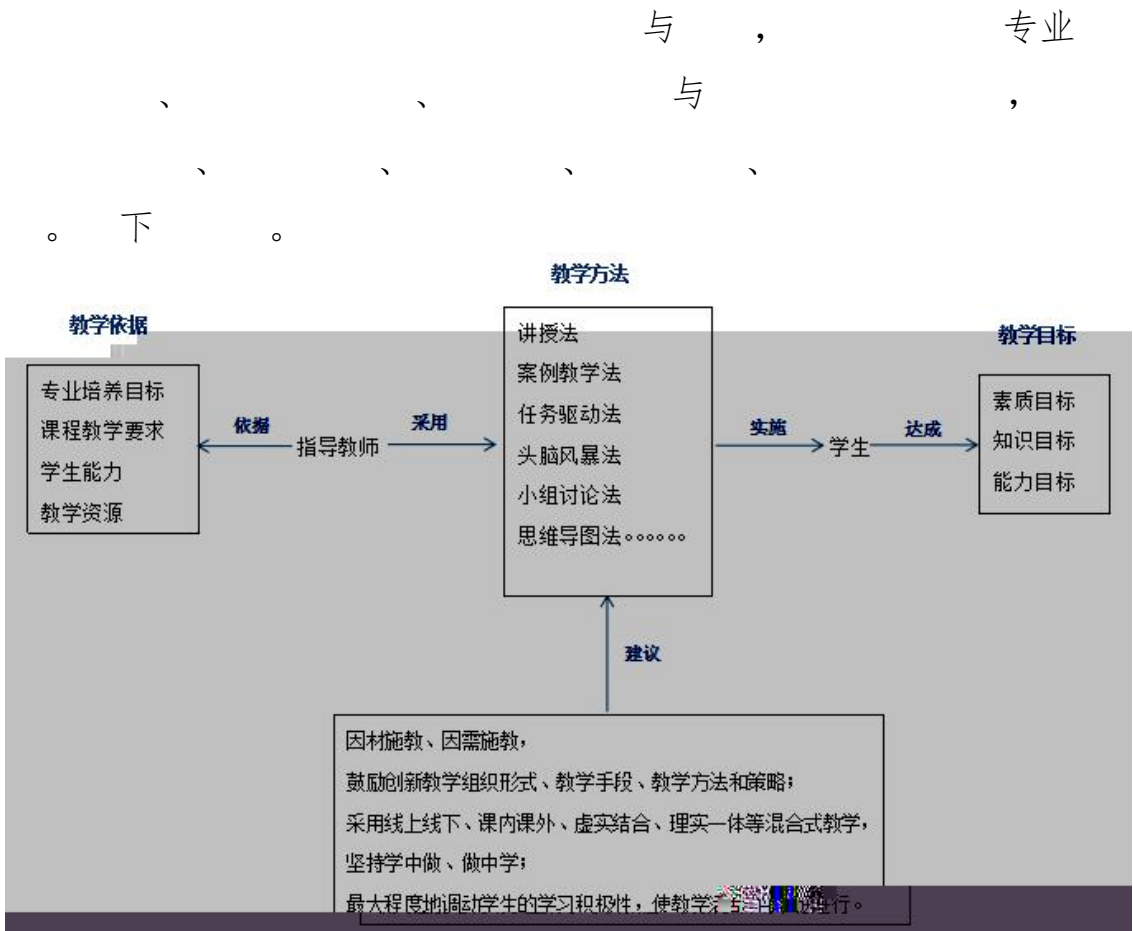 与 ， 专业
、 、 与 ，
、 、 、 、
。 下 。
教学方法
教学依据
教学目标
讲授法
案例教学法
任务驱动法
头脑风暴法
小组讨论法
思维导图法。。。。。。
专业培养目标
课程教学要求
学生能力
教学资源
依据
指导教师
采用
实施
学生
达成
素质目标
知识目标
能力目标
建议
因材施教、因需施教，
鼓励创新教学组织形式、教学手段、教学方法和策略；
采用线上线下、课内课外、虚实结合、理实一体等混合式教学，
坚持学中做、做中学；
最大程度地调动学生的学习积极性，使教学 行。